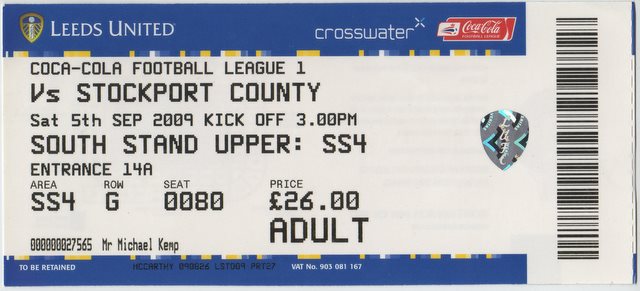 LEEDS UNITED
crosswater
Coca-Cola
FOOTBALL LEAGUE
COCA-COLA FOOTBALL LEAGUE 1
Vs STOCKPORT COUNTY
Sat 5th SEP 2009 KICK OFF 3.00PM
SOUTH STAND UPPER: SS4
ENTRANCE 14A
AREA ROW SEAT PRICE
SS4 G 0080 £26.00
ADULT
000000027565 Mr Michael Kemp
TO BE RETAINED MCCARTHY 090826 LST009 PRT27 VAT No. 903 081 167
LUFC